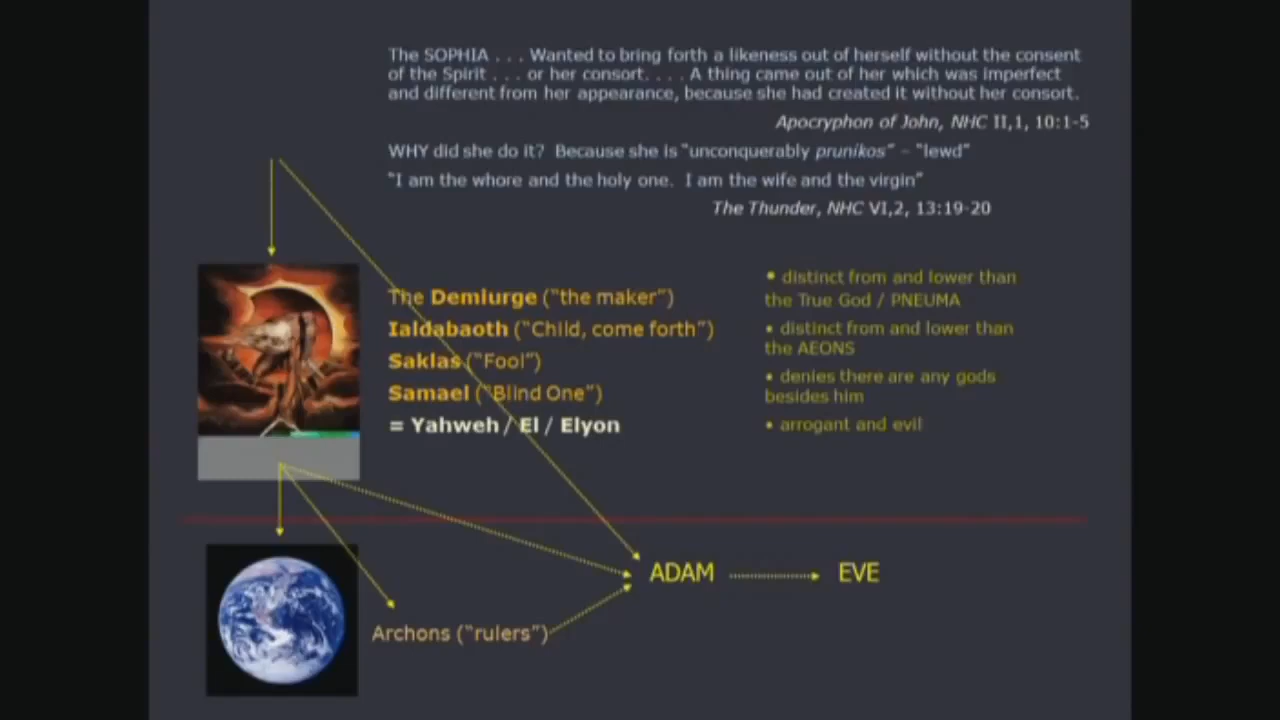 The SOPHIA . . . Wanted to bring forth a likeness out of herself without the consent
of the Spirit . . . or her consort. . . . A thing came out of her which was imperfect
and different from her appearance, because she had created it without her consort.
Apocryphon of John, NHC II,1, 10:1-5
WHY did she do it? Because she is “unconquerably prunikos” – “lewd”
“I am the whore and the holy one. I am the wife and the virgin”
The Thunder, NHC VI,2, 13:19-20
The Demiurge (“the maker”)
Ialdabaoth (“Child, come forth”)
Saklas (“Fool”)
Samael (“Blind One”)
= Yahweh / El / Elyon
• distinct from and lower than
the True God / PNEUMA
• distinct from and lower than
the AEONS
• denies there are any gods
besides him
• arrogant and evil
ADAM
EVE
Archons (“rulers”)